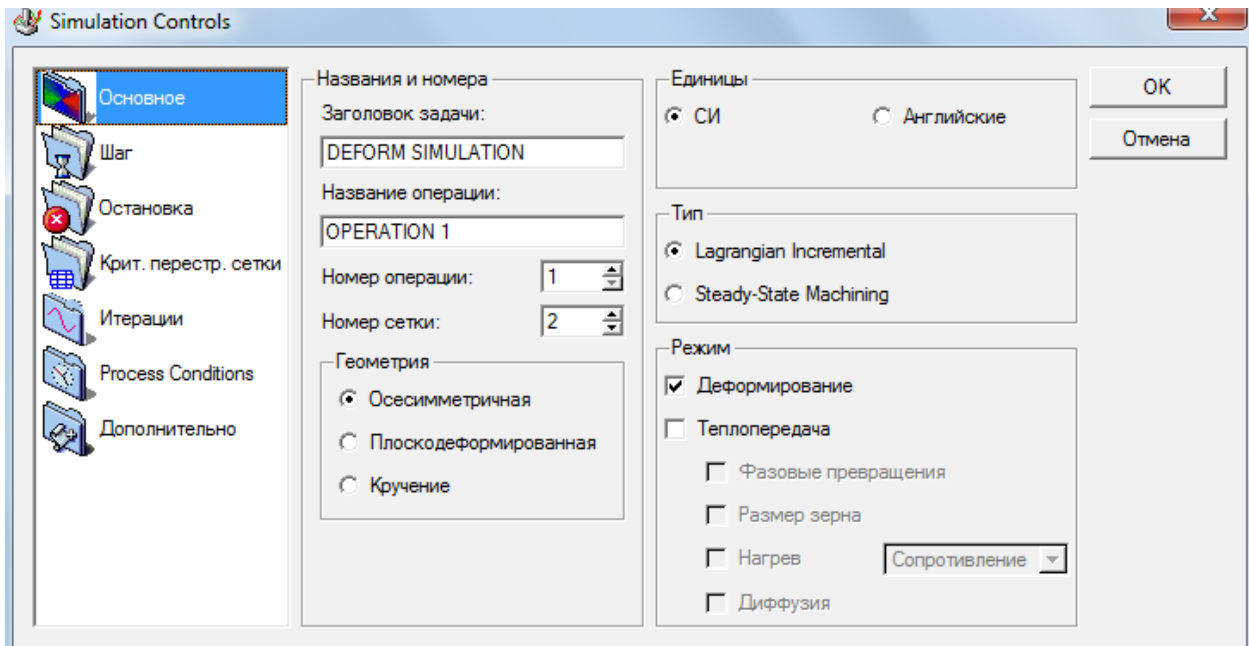 Simulation Controls
Основное
Шаг
Остановка
Крит. перестр. сетки
Итерации
Process Conditions
Дополнительно
Названия и номера
Заголовок задачи:
DEFORM SIMULATION
Название операции:
OPERATION 1
Номер операции: 1
Номер сетки: 2
Геометрия
Осесимметричная
Плоскодеформированная
Кручение
Единицы
СИ Английские
Тип
Lagrangian Incremental
Steady-State Machining
Режим
Деформирование
Теплопередача
Фазовые превращения
Размер зерна
Нагрев Сопротивление
Диффузия
OK
Отмена